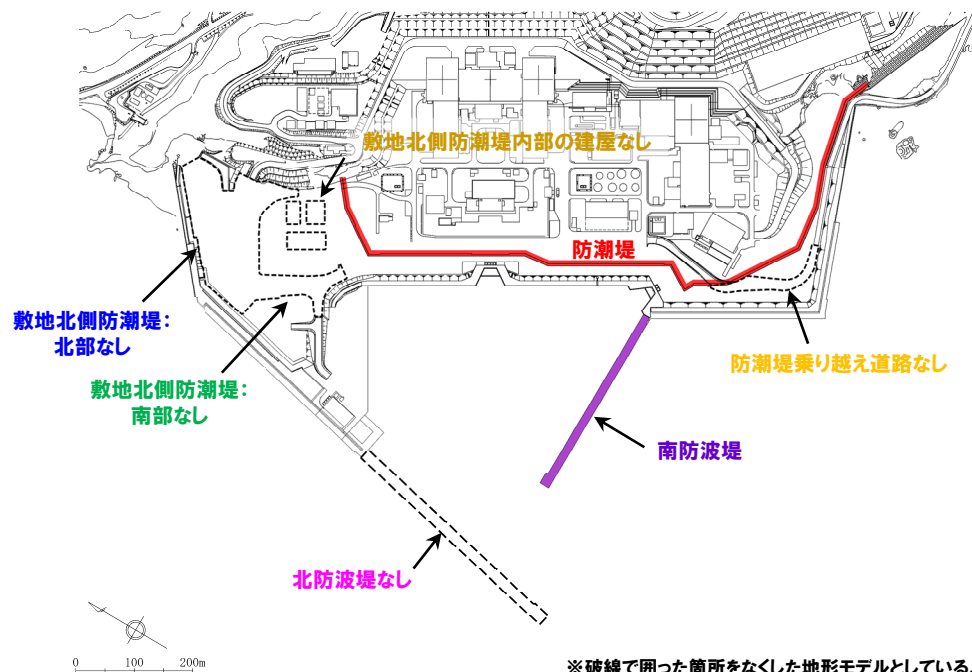 敷地北側防潮堤内部の建屋なし
防潮堤
敷地北側防潮堤：
北部なし
敷地北側防潮堤：
南部なし
防潮堤乗り越え道路なし
南防波堤
北防波堤なし
0 100 200m
※破線で囲った箇所をなくした地形モデルとしている。